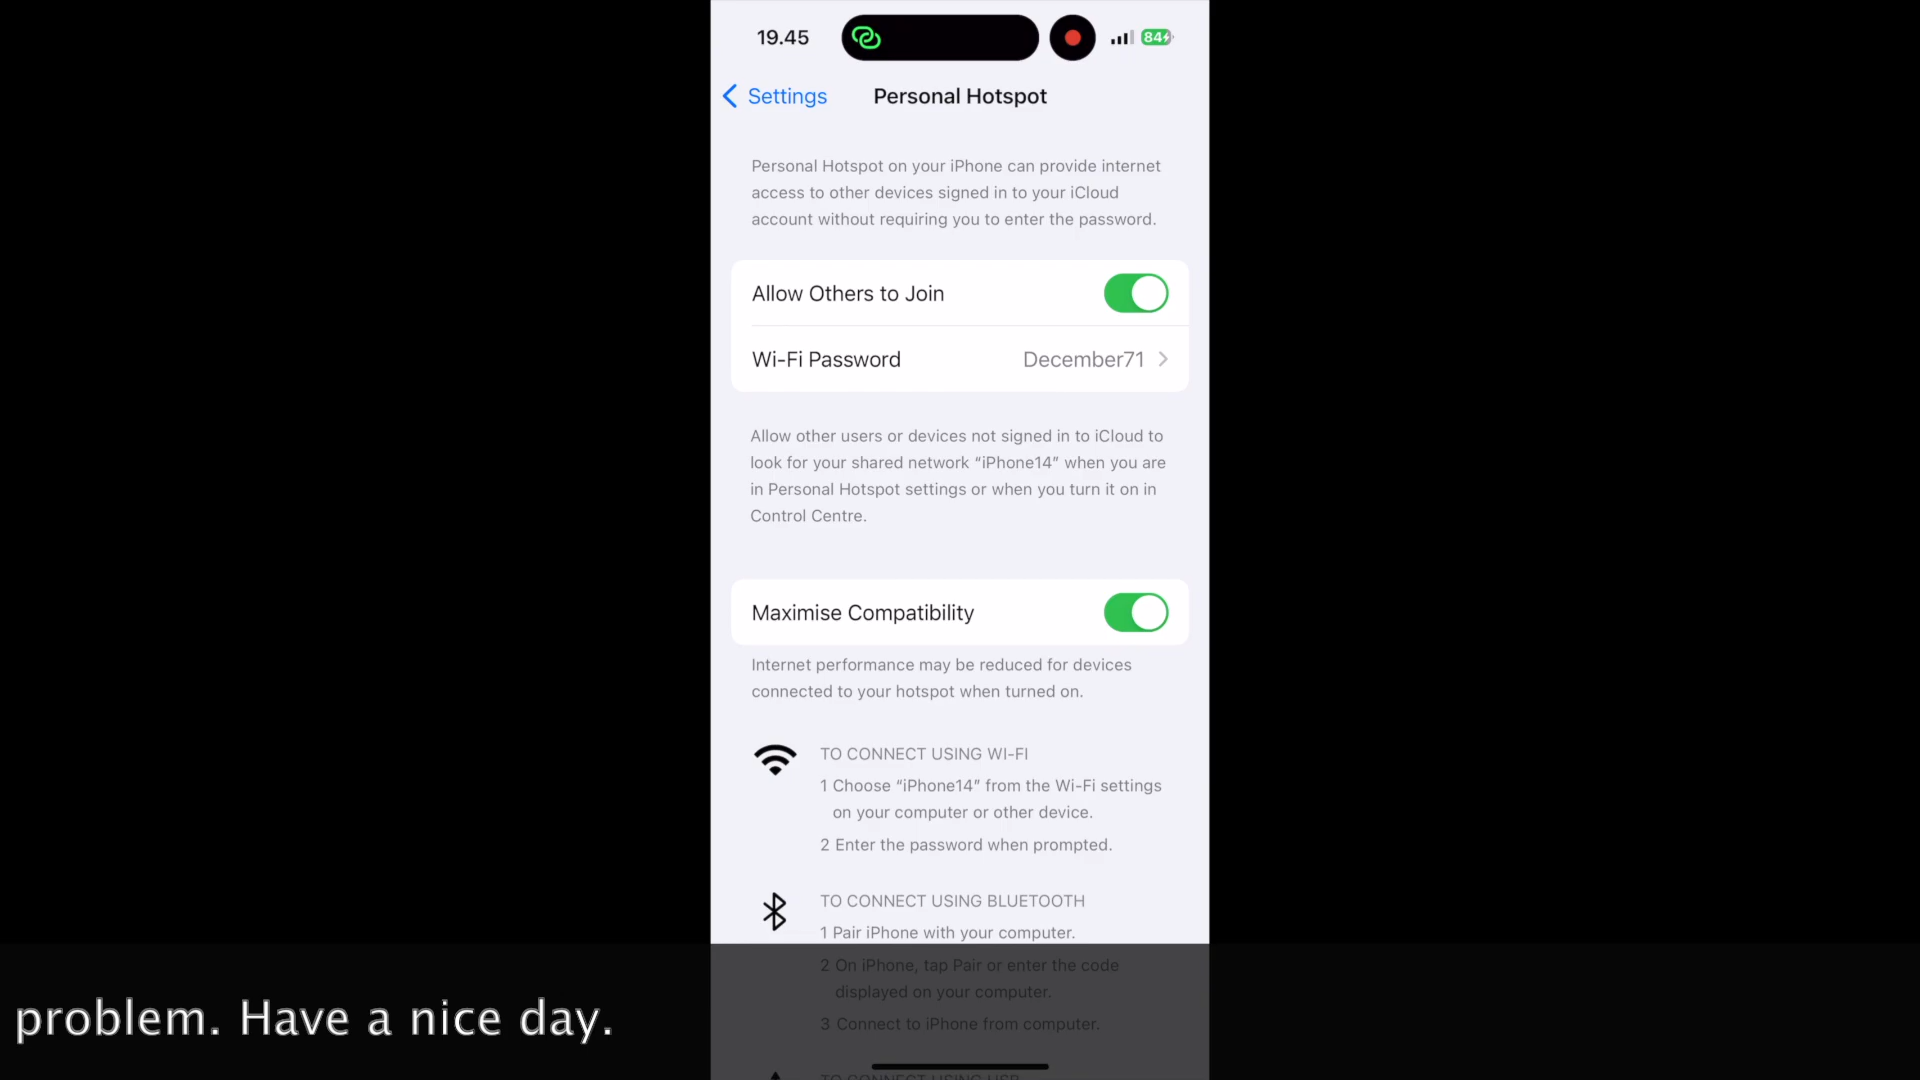 19.45
84
Settings
Personal Hotspot
Personal Hotspot on your iPhone can provide internet
access to other devices signed in to your iCloud
account without requiring you to enter the password.
Allow Others to Join
Wi-Fi Password December71
Allow other users or devices not signed in to iCloud to
look for your shared network “iPhone14” when you are
in Personal Hotspot settings or when you turn it on in
Control Centre.
Maximise Compatibility
Internet performance may be reduced for devices
connected to your hotspot when turned on.
TO CONNECT USING WI-FI
1 Choose “iPhone14” from the Wi-Fi settings
on your computer or other device.
2 Enter the password when prompted.
TO CONNECT USING BLUETOOTH
1 Pair iPhone with your computer.
2 On iPhone, tap Pair or enter the code
displayed on your computer.
3 Connect to iPhone from computer.
TO CONNECT USING USB
problem. Have a nice day.